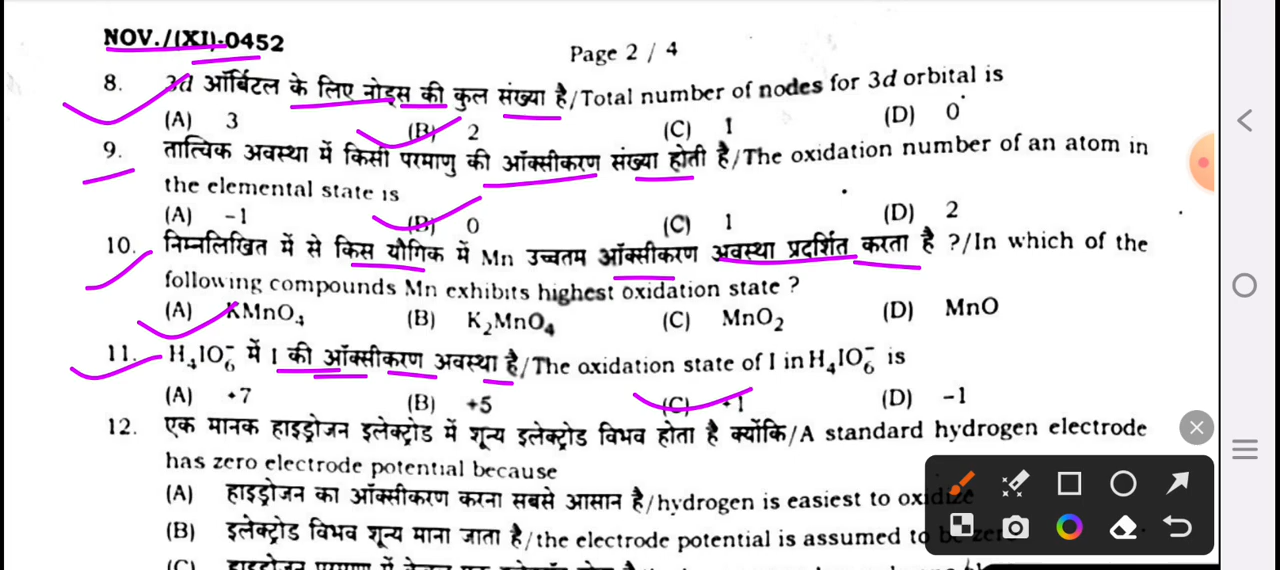 NOV./(XI)-0452
Page 2 / 4
8. 3d ऑर्बिटल के लिए नोड्स की कुल संख्या है/Total number of nodes for 3d orbital is
(A) 3 (B) 2 (C) 1 (D) 0
9. तात्विक अवस्था में किसी परमाणु की ऑक्सीकरण संख्या होती है/The oxidation number of an atom in
the elemental state is
(A) -1 (B) 0 (C) 1 (D) 2
10. निम्नलिखित में से किस यौगिक में Mn उच्चतम ऑक्सीकरण अवस्था प्रदर्शित करता है ?/In which of the
following compounds Mn exhibits highest oxidation state ?
(A) KMnO₄ (B) K₂MnO₄ (C) MnO₂ (D) MnO
11. H₄IO₆⁻ में I की ऑक्सीकरण अवस्था है/The oxidation state of I in H₄IO₆⁻ is
(A) +7 (B) +5 (C) +1 (D) -1
12. एक मानक हाइड्रोजन इलेक्ट्रोड में शून्य इलेक्ट्रोड विभव होता है क्योंकि/A standard hydrogen electrode
has zero electrode potential because
(A) हाइड्रोजन का ऑक्सीकरण करना सबसे आसान है/hydrogen is easiest to oxidize
(B) इलेक्ट्रोड विभव शून्य माना जाता है/the electrode potential is assumed to be zero
(C)